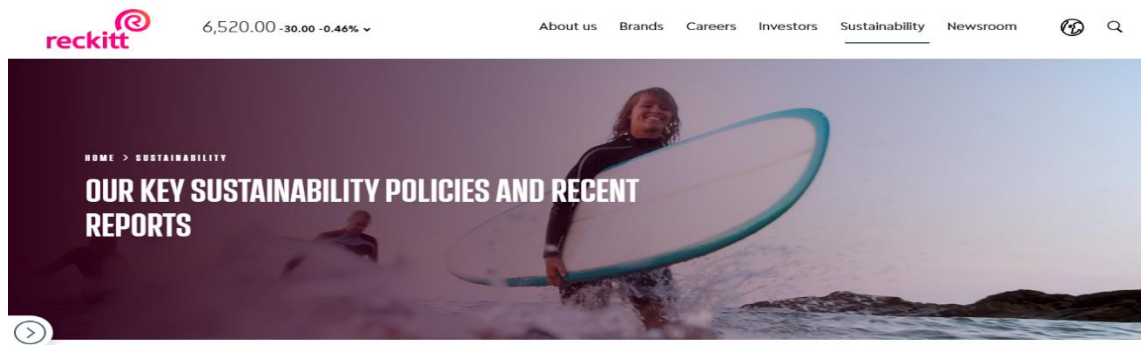 reckitt
6,520.00 -30.00 -0.46%
About us Brands Careers Investors Sustainability Newsroom
HOME > SUSTAINABILITY
OUR KEY SUSTAINABILITY POLICIES AND RECENT
REPORTS